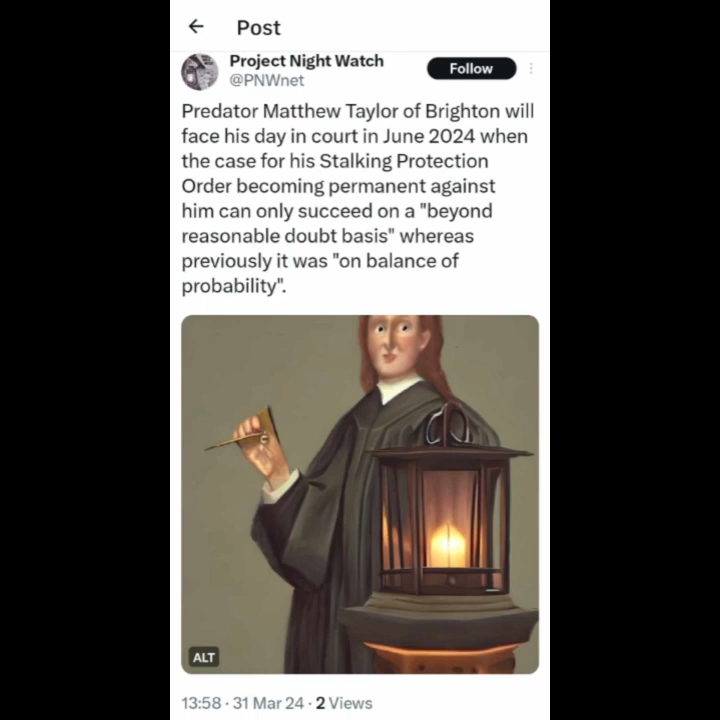 Post
Project Night Watch
@PNWnet
Follow
Predator Matthew Taylor of Brighton will
face his day in court in June 2024 when
the case for his Stalking Protection
Order becoming permanent against
him can only succeed on a "beyond
reasonable doubt basis" whereas
previously it was "on balance of
probability".
ALT
13:58 · 31 Mar 24 · 2 Views